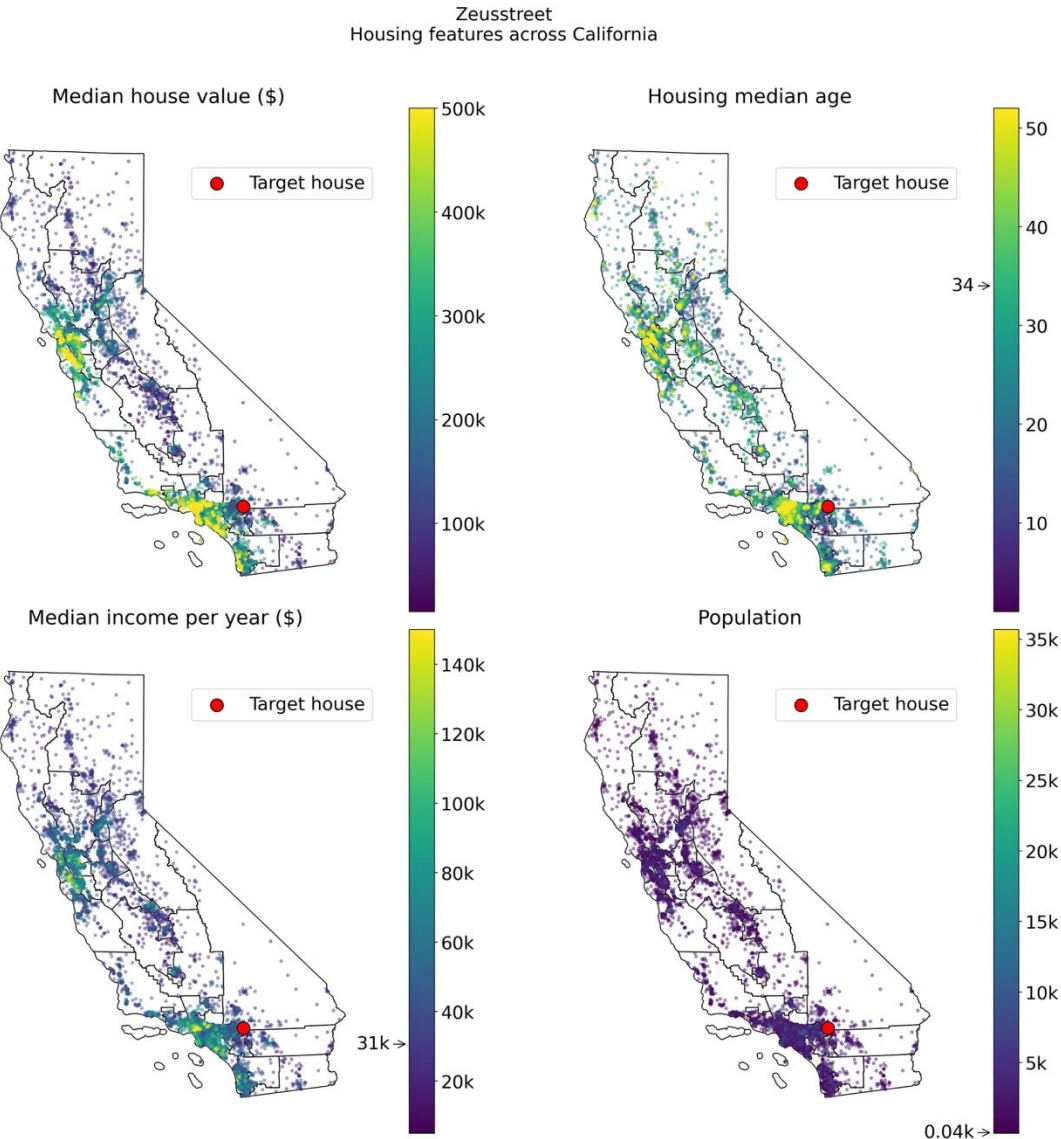 Zeusstreet
Housing features across California
Median house value ($)
Target house
500k
400k
300k
200k
100k
Housing median age
Target house
50
40
34→
30
20
10
Median income per year ($)
Target house
140k
120k
100k
80k
60k
40k
31k→
20k
Population
Target house
35k
30k
25k
20k
15k
10k
5k
0.04k→